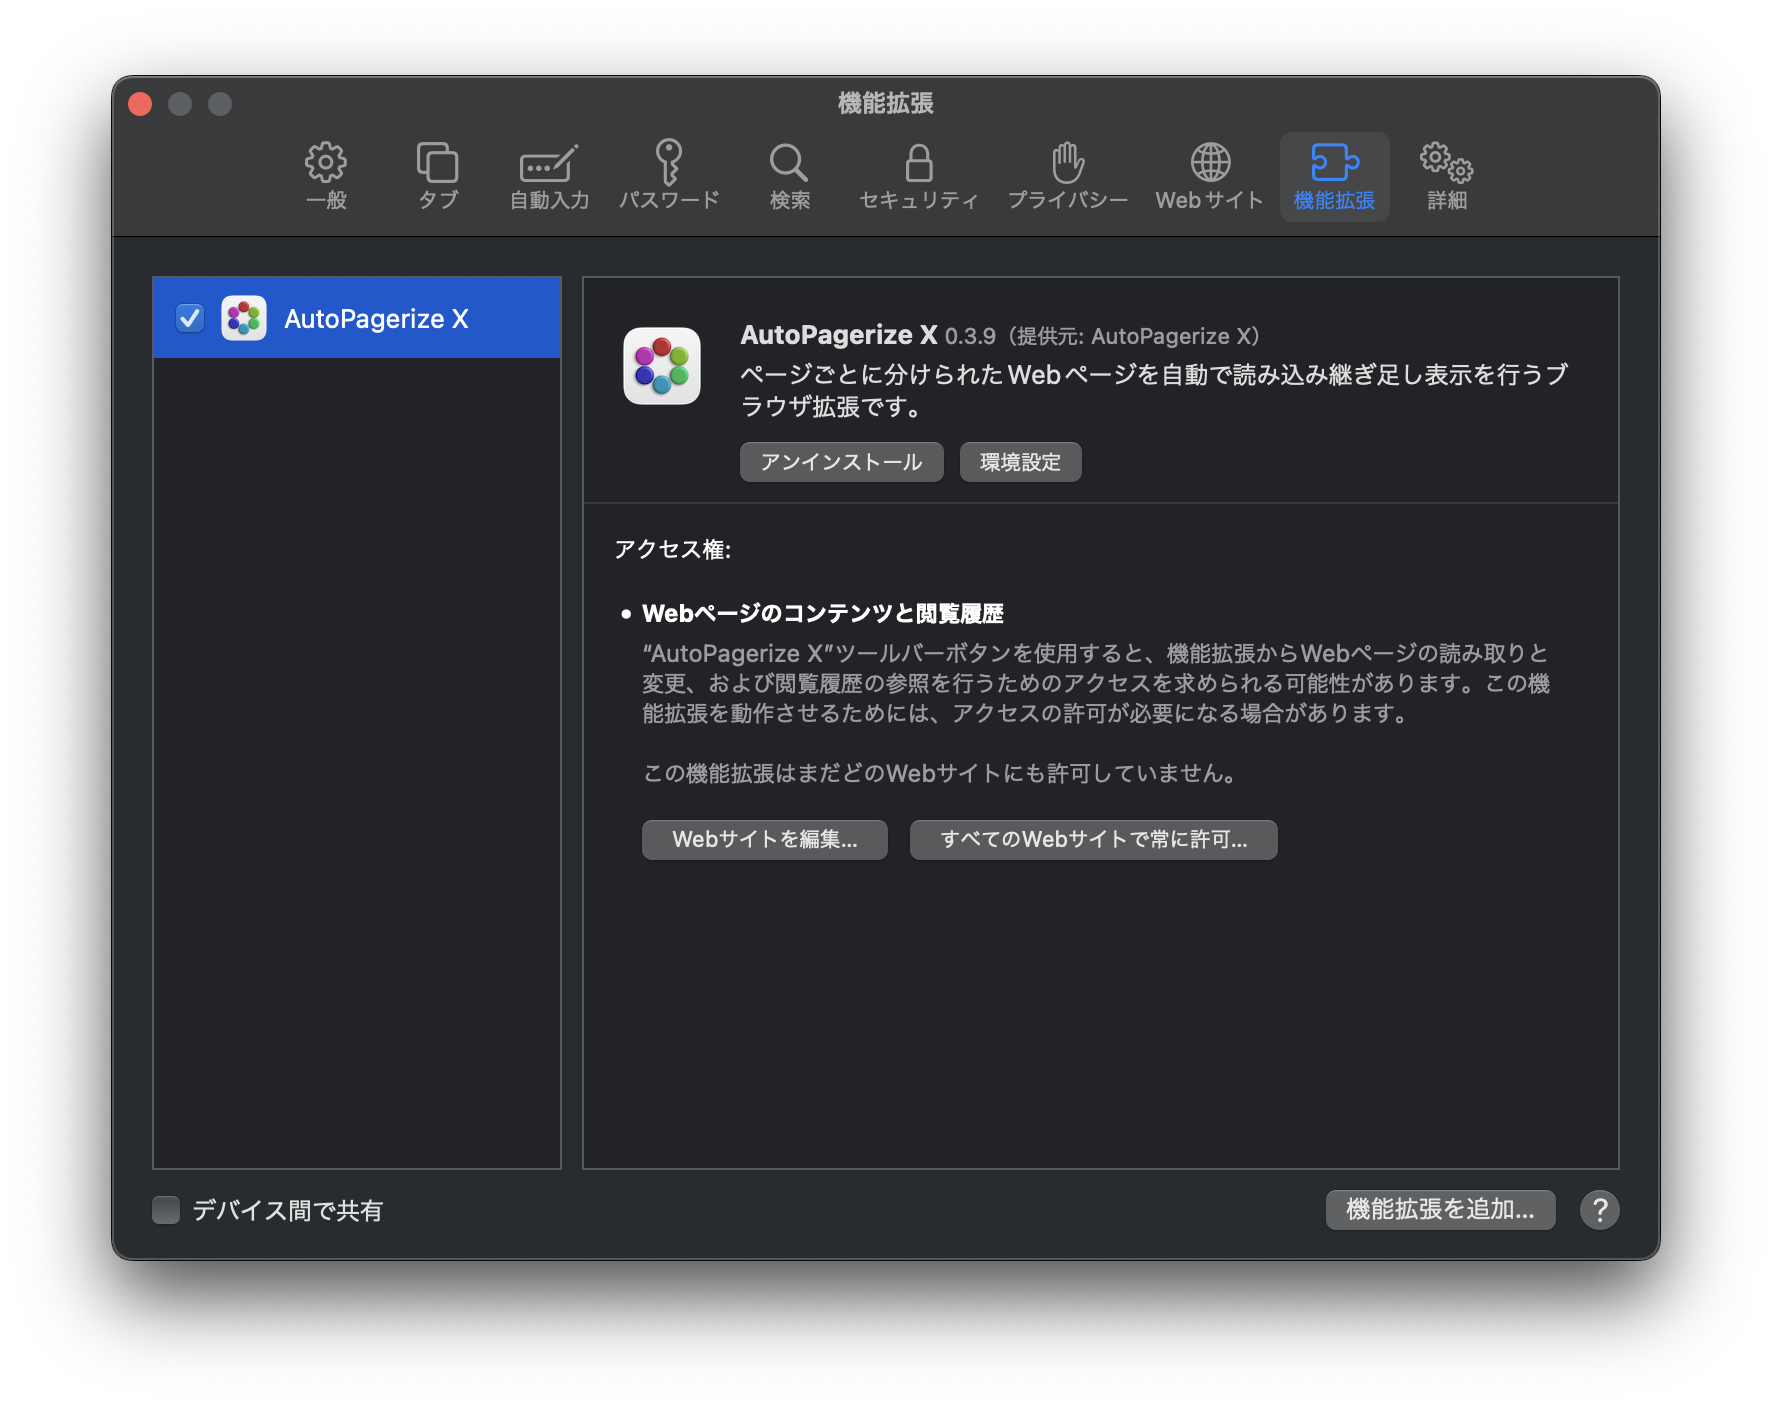 機能拡張
一般
タブ
自動入力
パスワード
検索
セキュリティ
プライバシー
Webサイト
機能拡張
詳細
AutoPagerize X
AutoPagerize X 0.3.9（提供元: AutoPagerize X）
ページごとに分けられたWebページを自動で読み込み継ぎ足し表示を行うブ
ラウザ拡張です。
アンインストール
環境設定
アクセス権:
• Webページのコンテンツと閲覧履歴
“AutoPagerize X”ツールバーボタンを使用すると、機能拡張からWebページの読み取りと
変更、および閲覧履歴の参照を行うためのアクセスを求められる可能性があります。この機
能拡張を動作させるためには、アクセスの許可が必要になる場合があります。
この機能拡張はまだどのWebサイトにも許可していません。
Webサイトを編集...
すべてのWebサイトで常に許可...
デバイス間で共有
機能拡張を追加...
?